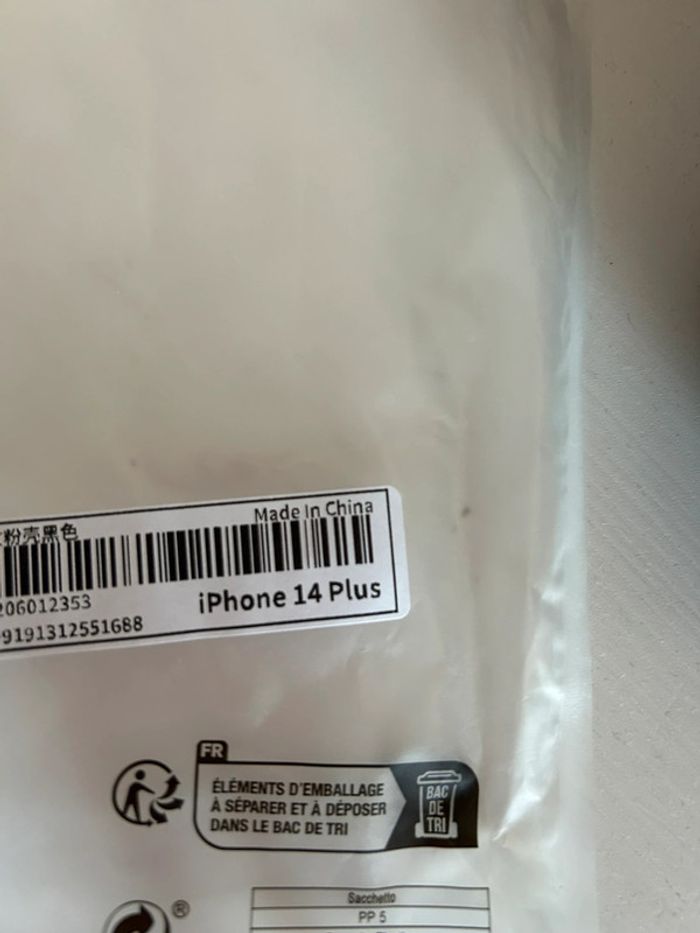 Made In China
粉壳黑色
206012353
iPhone 14 Plus
9191312551688
FR
ÉLÉMENTS D'EMBALLAGE
À SÉPARER ET À DÉPOSER
DANS LE BAC DE TRI
BAC
DE
TRI
®
Sacchetto
PP 5